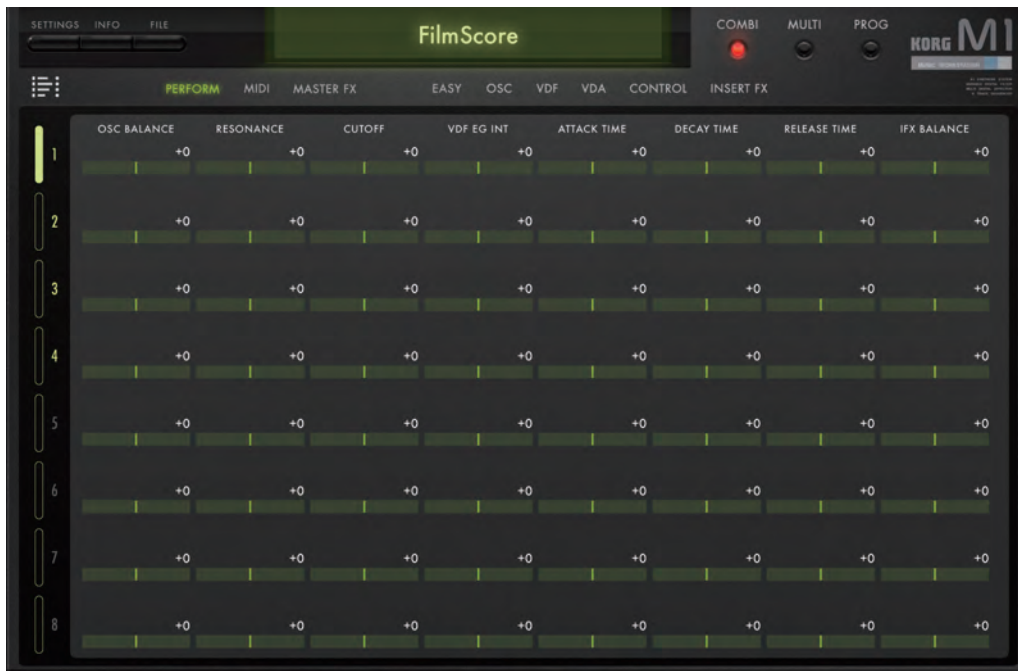 SETTINGS INFO FILE
FilmScore
COMBI MULTI PROG
KORG M1
PERFORM MIDI MASTER FX EASY OSC VDF VDA CONTROL INSERT FX
OSC BALANCE RESONANCE CUTOFF VDF EG INT ATTACK TIME DECAY TIME RELEASE TIME IFX BALANCE
1 +0 +0 +0 +0 +0 +0 +0 +0
2 +0 +0 +0 +0 +0 +0 +0 +0
3 +0 +0 +0 +0 +0 +0 +0 +0
4 +0 +0 +0 +0 +0 +0 +0 +0
5 +0 +0 +0 +0 +0 +0 +0 +0
6 +0 +0 +0 +0 +0 +0 +0 +0
7 +0 +0 +0 +0 +0 +0 +0 +0
8 +0 +0 +0 +0 +0 +0 +0 +0